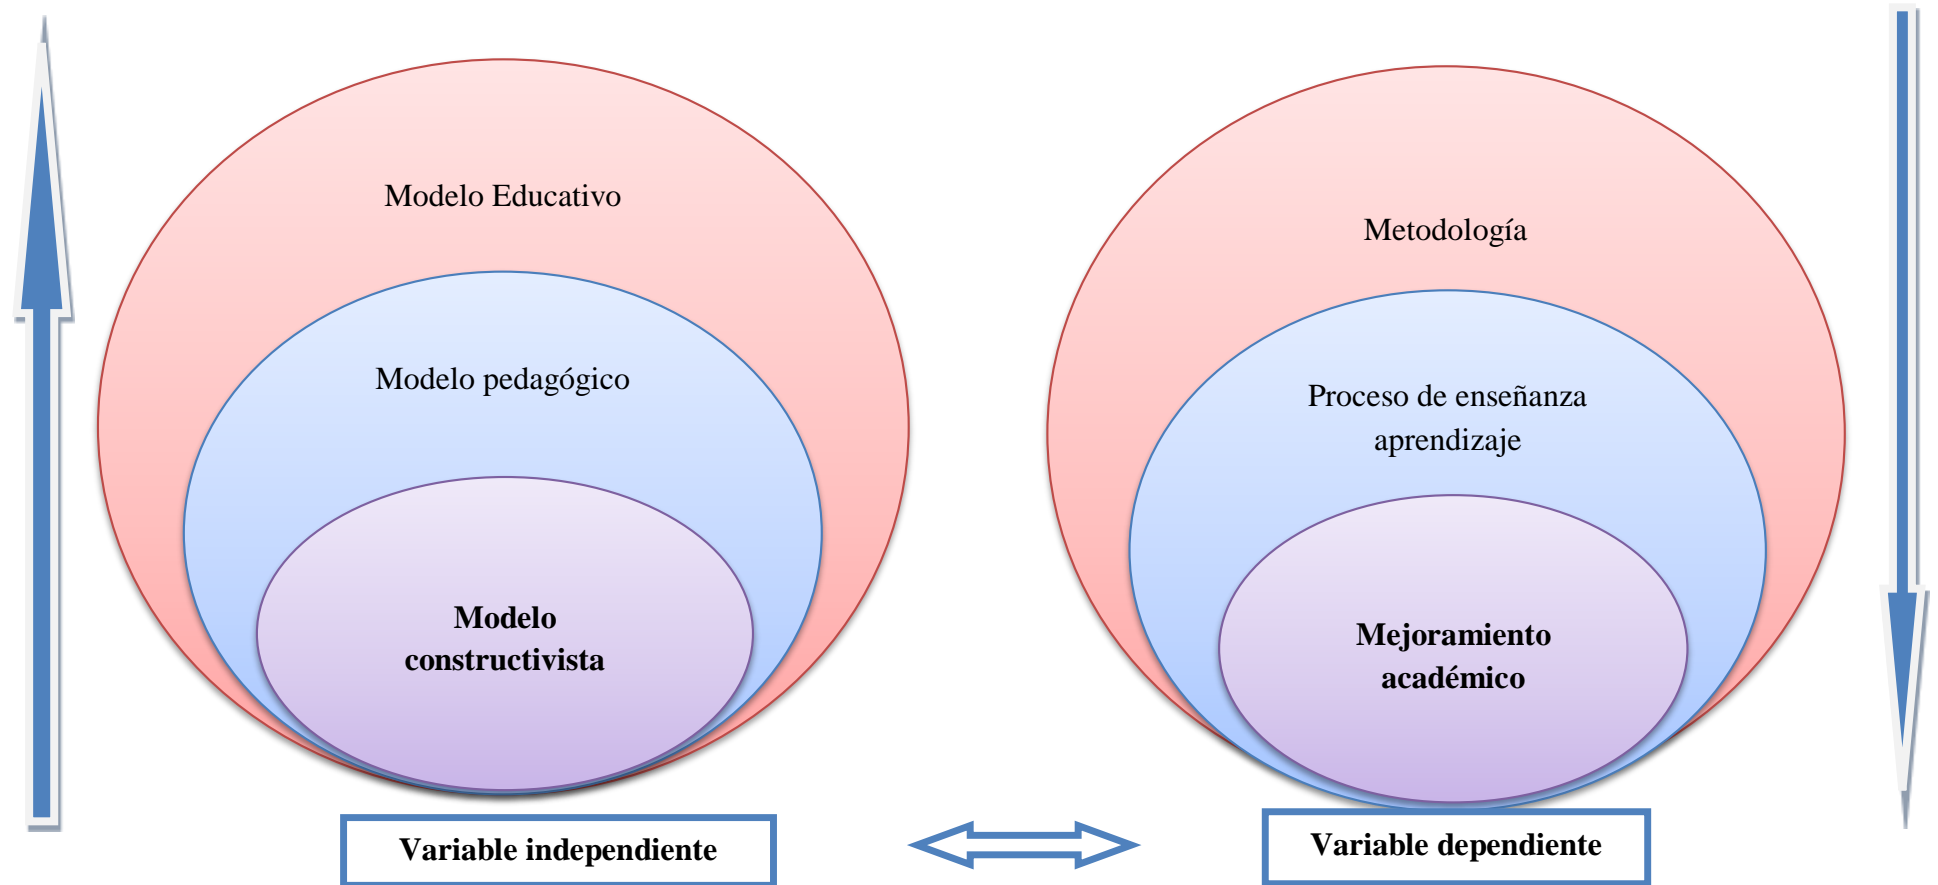 Modelo Educativo
Modelo pedagógico
Modelo
constructivista
Variable independiente
Metodología
Proceso de enseñanza
aprendizaje
Mejoramiento
académico
Variable dependiente